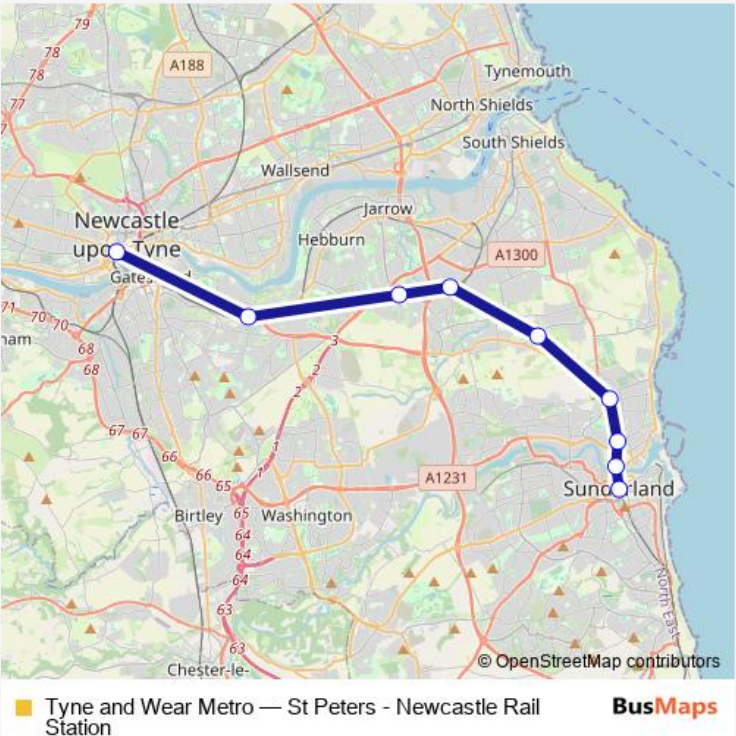 79
78
A188
78
77
7
Tynemouth
North Shields
South Shields
Wallsend
Jarrow
Newcastle
upon Tyne
Hebburn
A1300
Gates
71
70
70
68
68
3
2
2
67
67
66
66
1
1
65
65
A1231
Sunderland
Birtley
Washington
64
64
64
63
63
North East
Chester-le-
© OpenStreetMap contributors
Tyne and Wear Metro — St Peters - Newcastle Rail
Station
BusMaps